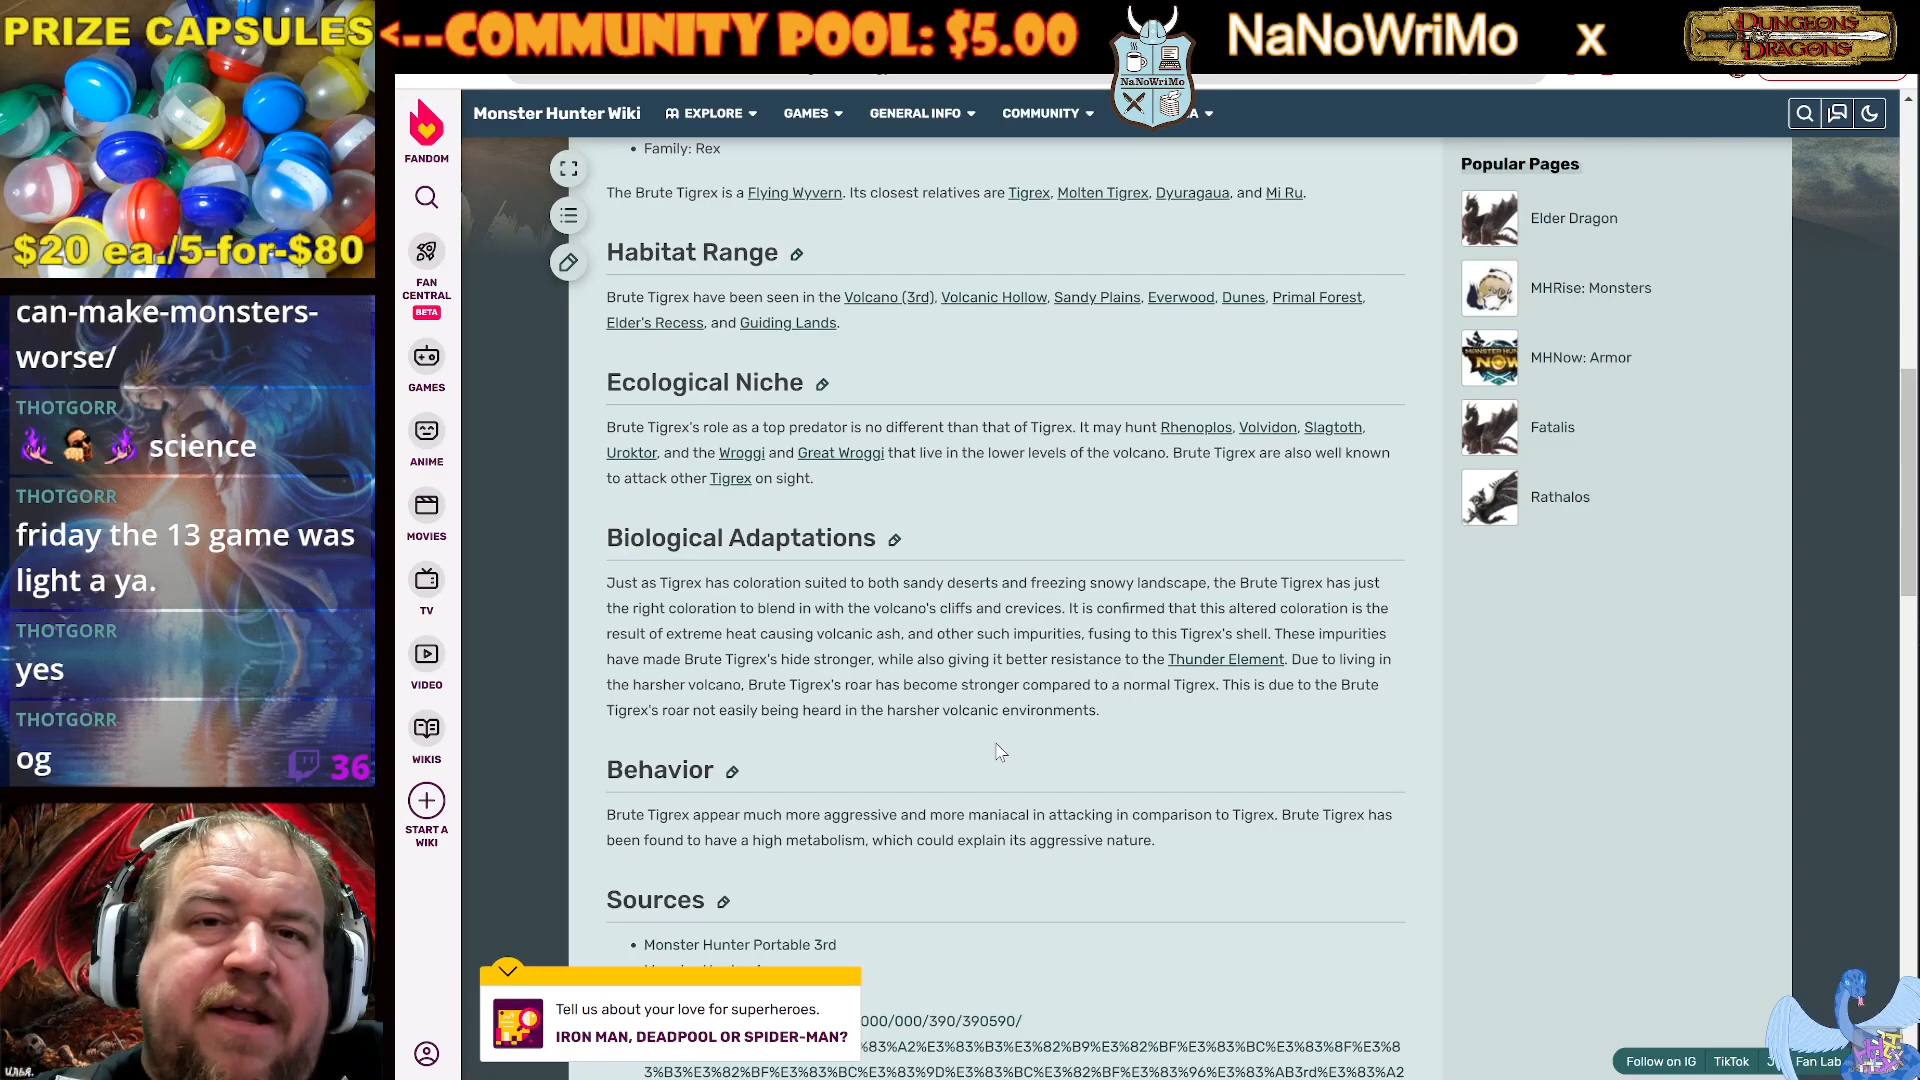 PRIZE CAPSULES
<--COMMUNITY POOL: $5.00
NaNoWriMo
NaNoWriMo
x
DUNGEONS
DRAGONS
$20 ea./5-for-$80
can-make-monsters-
worse/
THOTGORR
science
THOTGORR
friday the 13 game was
light a ya.
THOTGORR
yes
THOTGORR
og
36
FANDOM
FAN
CENTRAL
BETA
GAMES
ANIME
MOVIES
TV
VIDEO
WIKIS
START A
WIKI
Monster Hunter Wiki
EXPLORE
GAMES
GENERAL INFO
COMMUNITY
A
• Family: Rex
The Brute Tigrex is a Flying Wyvern. Its closest relatives are Tigrex, Molten Tigrex, Dyuragaua, and Mi Ru.
Habitat Range
Brute Tigrex have been seen in the Volcano (3rd), Volcanic Hollow, Sandy Plains, Everwood, Dunes, Primal Forest,
Elder's Recess, and Guiding Lands.
Ecological Niche
Brute Tigrex's role as a top predator is no different than that of Tigrex. It may hunt Rhenoplos, Volvidon, Slagtoth,
Uroktor, and the Wroggi and Great Wroggi that live in the lower levels of the volcano. Brute Tigrex are also well known
to attack other Tigrex on sight.
Biological Adaptations
Just as Tigrex has coloration suited to both sandy deserts and freezing snowy landscape, the Brute Tigrex has just
the right coloration to blend in with the volcano's cliffs and crevices. It is confirmed that this altered coloration is the
result of extreme heat causing volcanic ash, and other such impurities, fusing to this Tigrex's shell. These impurities
have made Brute Tigrex's hide stronger, while also giving it better resistance to the Thunder Element. Due to living in
the harsher volcano, Brute Tigrex's roar has become stronger compared to a normal Tigrex. This is due to the Brute
Tigrex's roar not easily being heard in the harsher volcanic environments.
Behavior
Brute Tigrex appear much more aggressive and more maniacal in attacking in comparison to Tigrex. Brute Tigrex has
been found to have a high metabolism, which could explain its aggressive nature.
Sources
• Monster Hunter Portable 3rd
000/000/390/390590/
%83%A2%E3%83%B3%E3%82%B9%E3%82%BF%E3%83%BC%E3%83%8F%E3%8
3%B3%E3%82%BF%E3%83%BC%E3%83%9D%E3%83%BC%E3%82%BF%E3%83%96%E3%83%AB3rd%E3%83%A2
Tell us about your love for superheroes.
IRON MAN, DEADPOOL OR SPIDER-MAN?
Popular Pages
Elder Dragon
MHRise: Monsters
MHNow: Armor
MONSTER HUN
NOW
Fatalis
Rathalos
Follow on IG
TikTok
J
Fan Lab